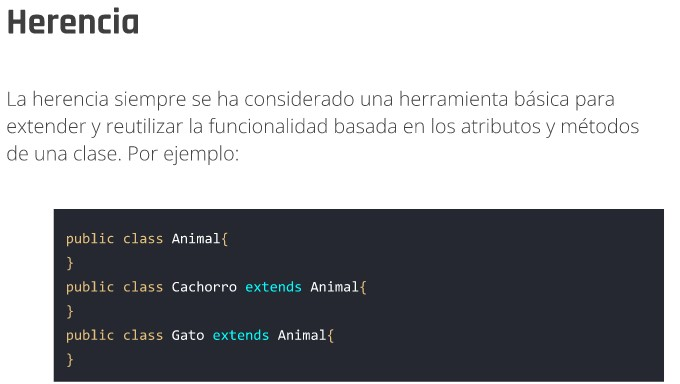 Herencia
La herencia siempre se ha considerado una herramienta básica para
extender y reutilizar la funcionalidad basada en los atributos y métodos
de una clase. Por ejemplo:
public class Animal{
}
public class Cachorro extends Animal{
}
public class Gato extends Animal{
}